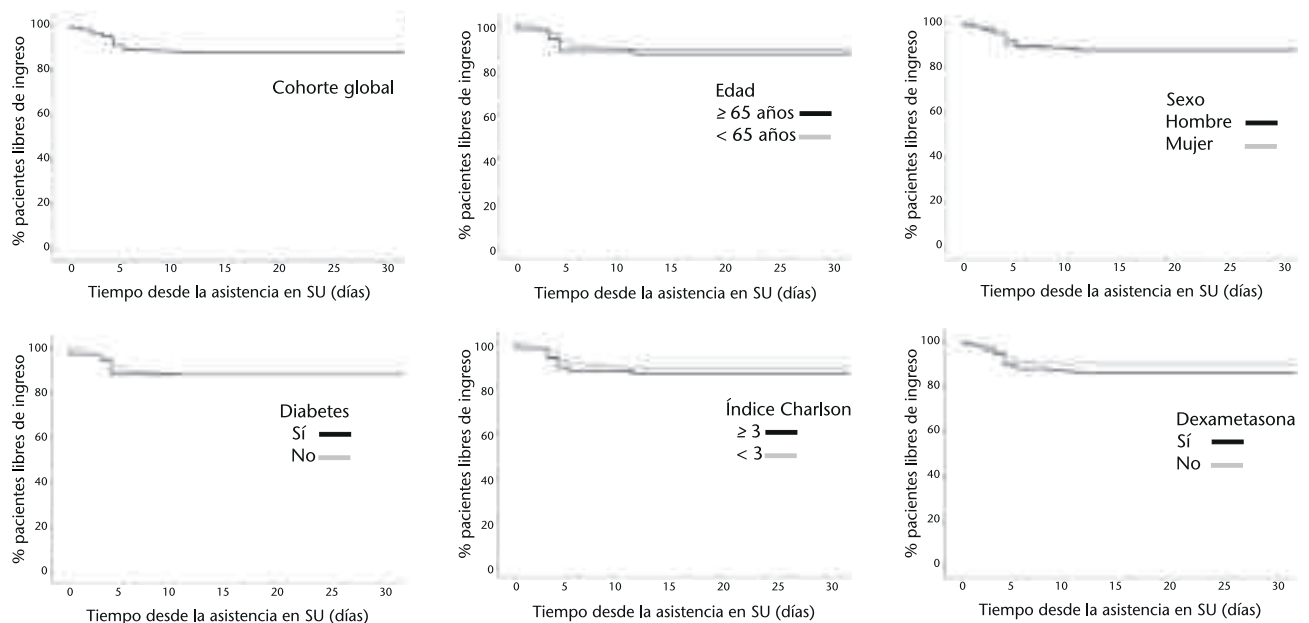 % pacientes libres de ingreso
100
80
60
40
20
0
Cohorte global
0 5 10 15 20 25 30
Tiempo desde la asistencia en SU (días)
% pacientes libres de ingreso
100
80
60
40
20
0
Edad
≥ 65 años
< 65 años
0 5 10 15 20 25 30
Tiempo desde la asistencia en SU (días)
% pacientes libres de ingreso
100
80
60
40
20
0
Sexo
Hombre
Mujer
0 5 10 15 20 25 30
Tiempo desde la asistencia en SU (días)
% pacientes libres de ingreso
100
80
60
40
20
0
Diabetes
Sí
No
0 5 10 15 20 25 30
Tiempo desde la asistencia en SU (días)
% pacientes libres de ingreso
100
80
60
40
20
0
Índice Charlson
≥ 3
< 3
0 5 10 15 20 25 30
Tiempo desde la asistencia en SU (días)
% pacientes libres de ingreso
100
80
60
40
20
0
Dexametasona
Sí
No
0 5 10 15 20 25 30
Tiempo desde la asistencia en SU (días)